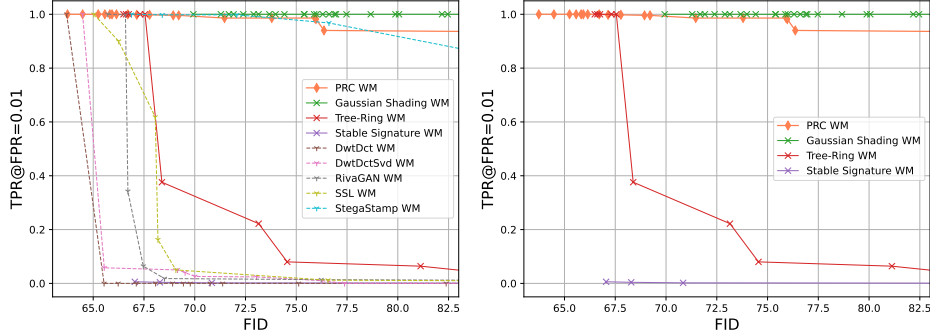 1.0
0.8
0.6
0.4
0.2
0.0
TPR@FPR=0.01
65.0 67.5 70.0 72.5 75.0 77.5 80.0 82.5
FID
PRC WM
Gaussian Shading WM
Tree-Ring WM
Stable Signature WM
DwtDct WM
DwtDctSvd WM
RivaGAN WM
SSL WM
StegaStamp WM
1.0
0.8
0.6
0.4
0.2
0.0
TPR@FPR=0.01
65.0 67.5 70.0 72.5 75.0 77.5 80.0 82.5
FID
PRC WM
Gaussian Shading WM
Tree-Ring WM
Stable Signature WM